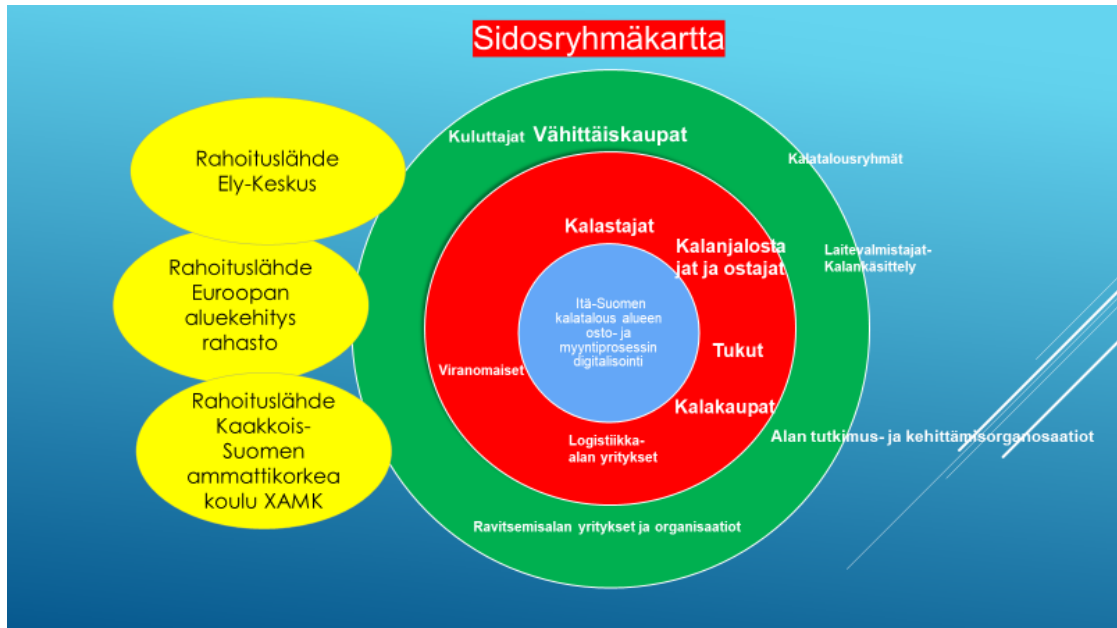 Sidosryhmäkartta
Rahoituslähde
Ely-Keskus
Rahoituslähde
Euroopan
aluekehitys
rahasto
Rahoituslähde
Kaakkois-
Suomen
ammattikorkea
koulu XAMK
Kuluttajat
Vähittäiskaupat
Kalatalousryhmät
Laitevalmistajat-
Kalankäsittely
Alan tutkimus- ja kehittämisorganosaatiot
Ravitsemisalan yritykset ja organisaatiot
Kalastajat
Kalanjalosta
jat ja ostajat
Tukut
Kalakaupat
Logistiikka-
alan yritykset
Viranomaiset
Itä-Suomen
kalatalous alueen
osto- ja
myyntiprosessin
digitalisointi